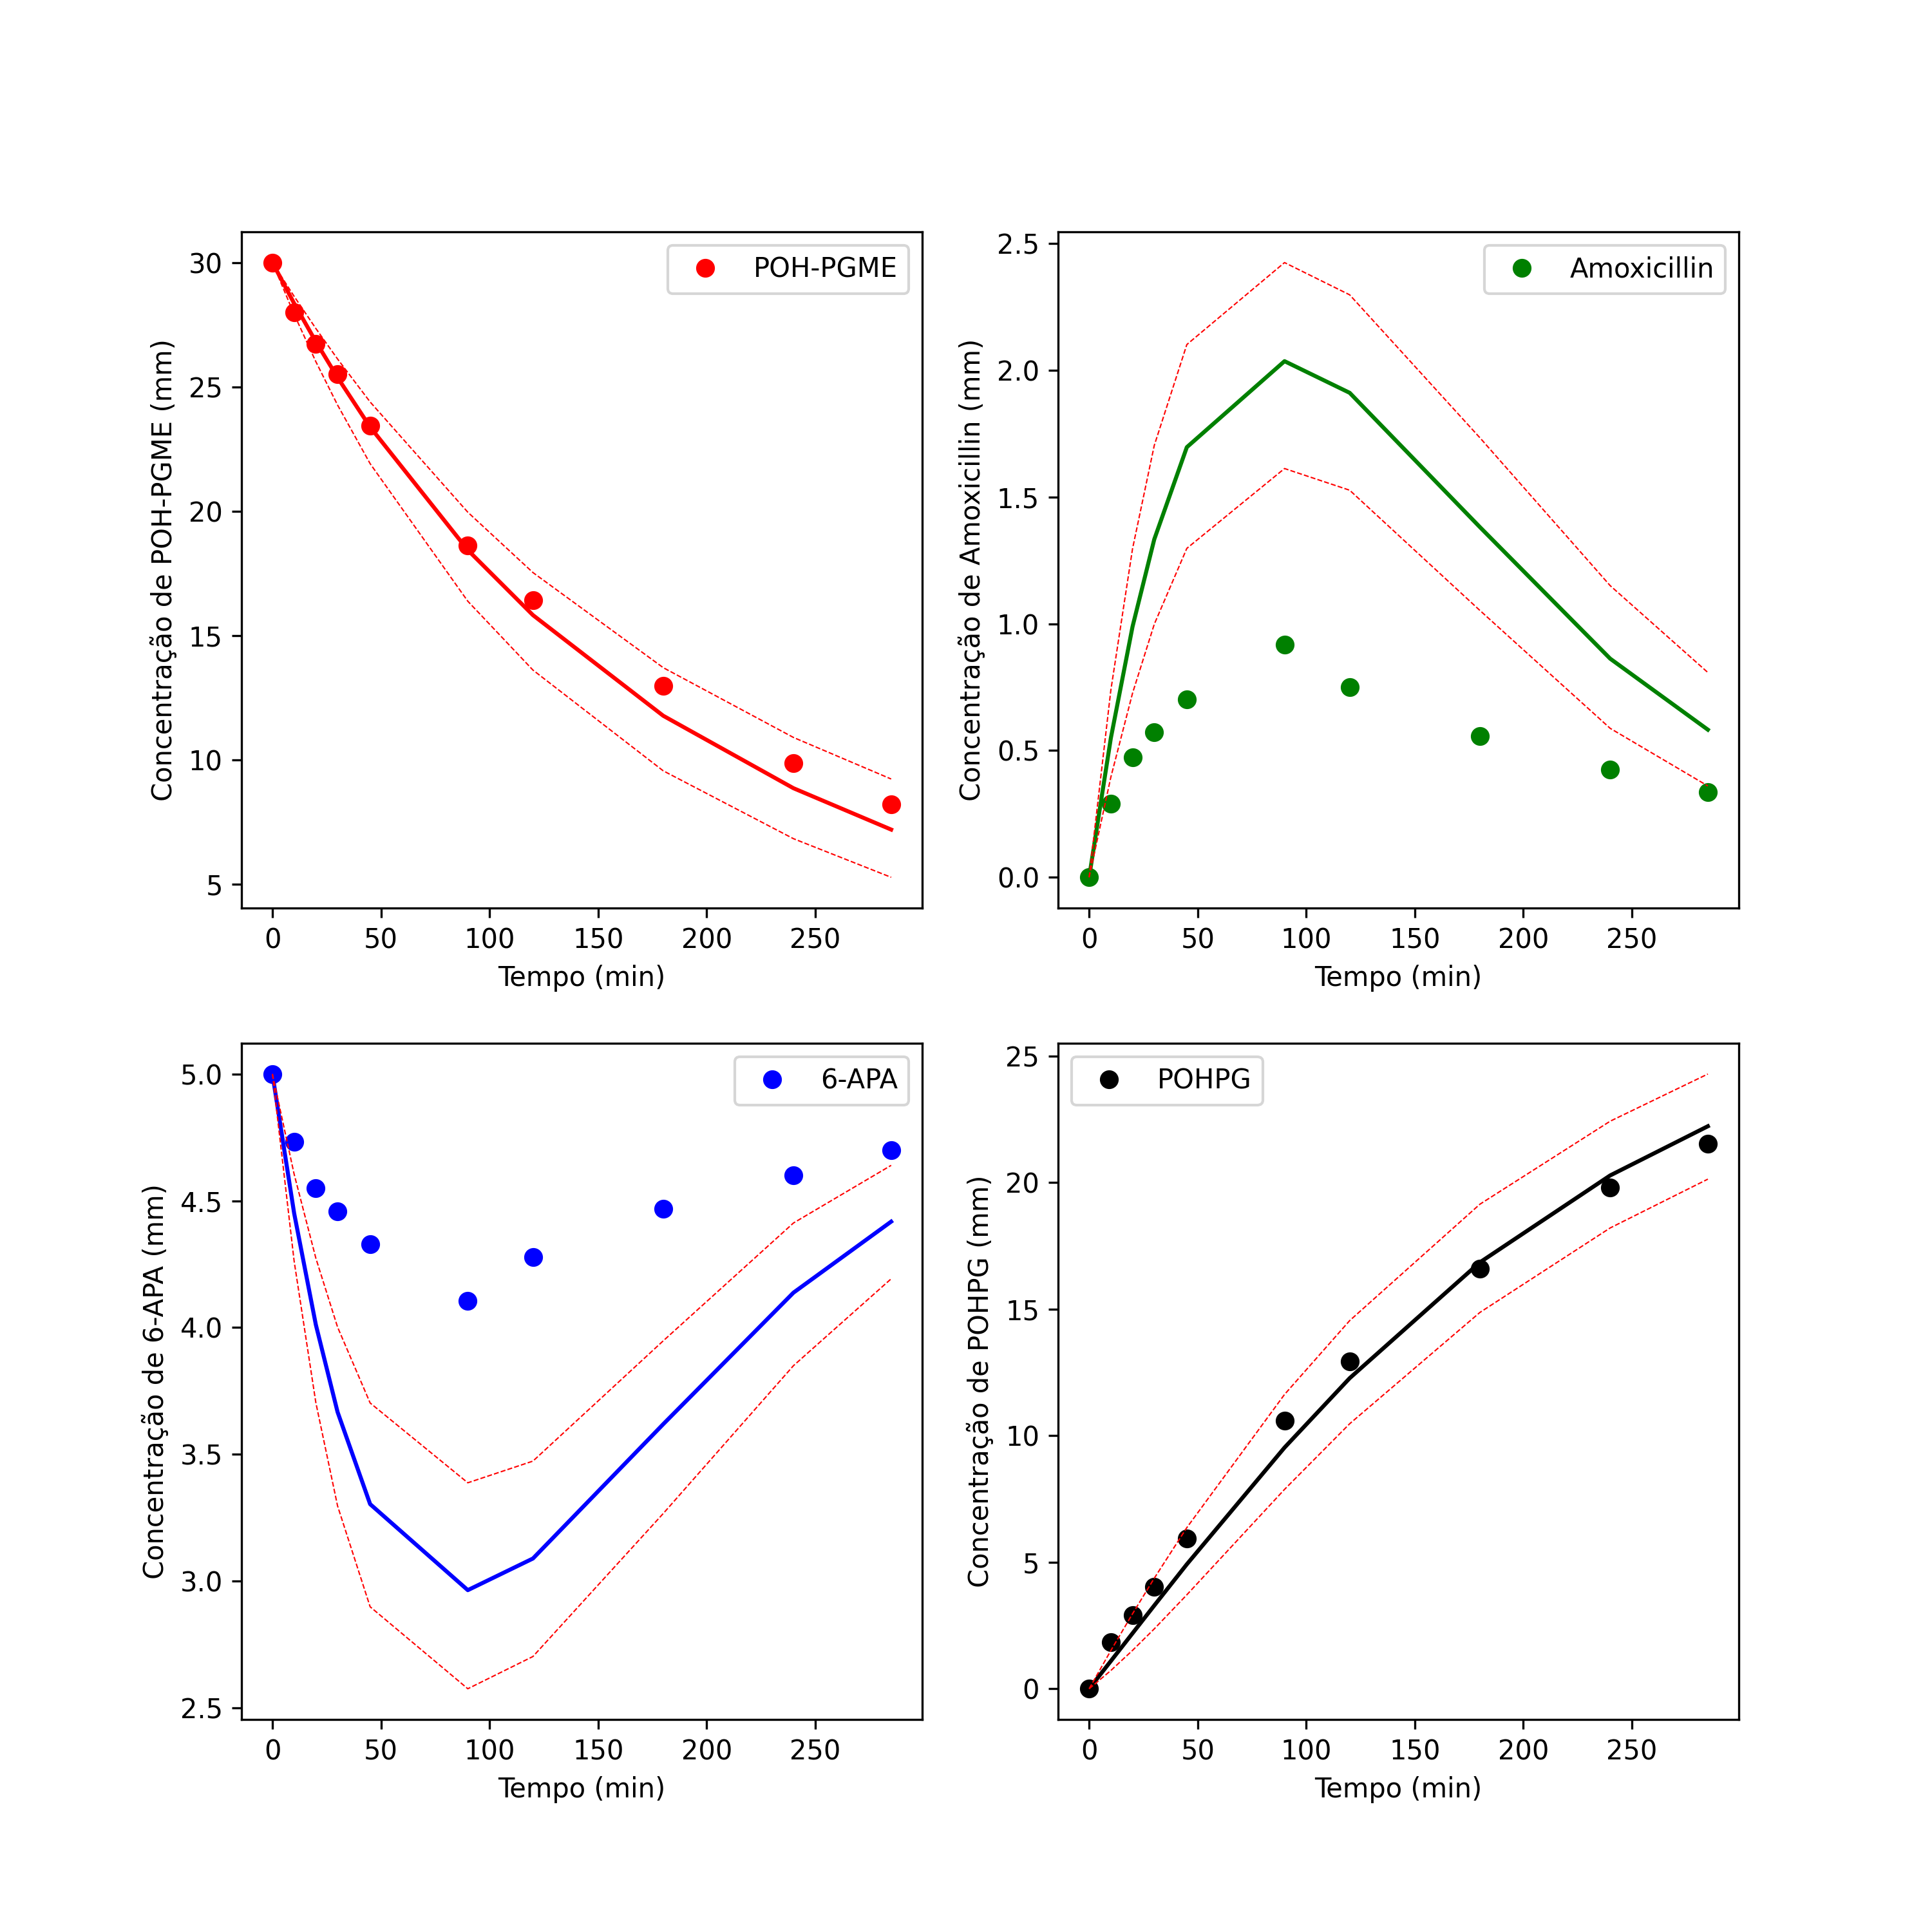 POH-PGME
Concentração de POH-PGME (mm)
30
25
20
15
10
5
0 50 100 150 200 250
Tempo (min)
Amoxicillin
Concentração de Amoxicillin (mm)
2.5
2.0
1.5
1.0
0.5
0.0
0 50 100 150 200 250
Tempo (min)
6-APA
Concentração de 6-APA (mm)
5.0
4.5
4.0
3.5
3.0
2.5
0 50 100 150 200 250
Tempo (min)
POHPG
Concentração de POHPG (mm)
25
20
15
10
5
0
0 50 100 150 200 250
Tempo (min)